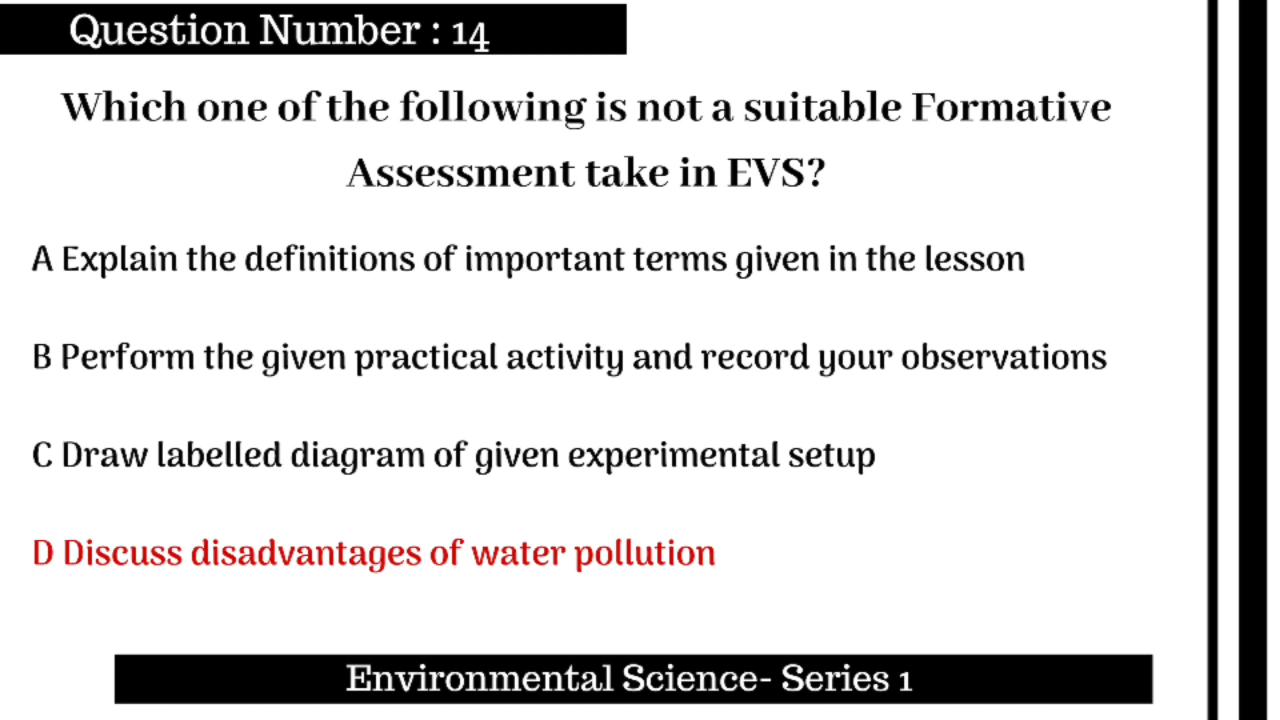 Question Number : 14
Which one of the following is not a suitable Formative
Assessment take in EVS?
A Explain the definitions of important terms given in the lesson
B Perform the given practical activity and record your observations
C Draw labelled diagram of given experimental setup
D Discuss disadvantages of water pollution
Environmental Science- Series 1